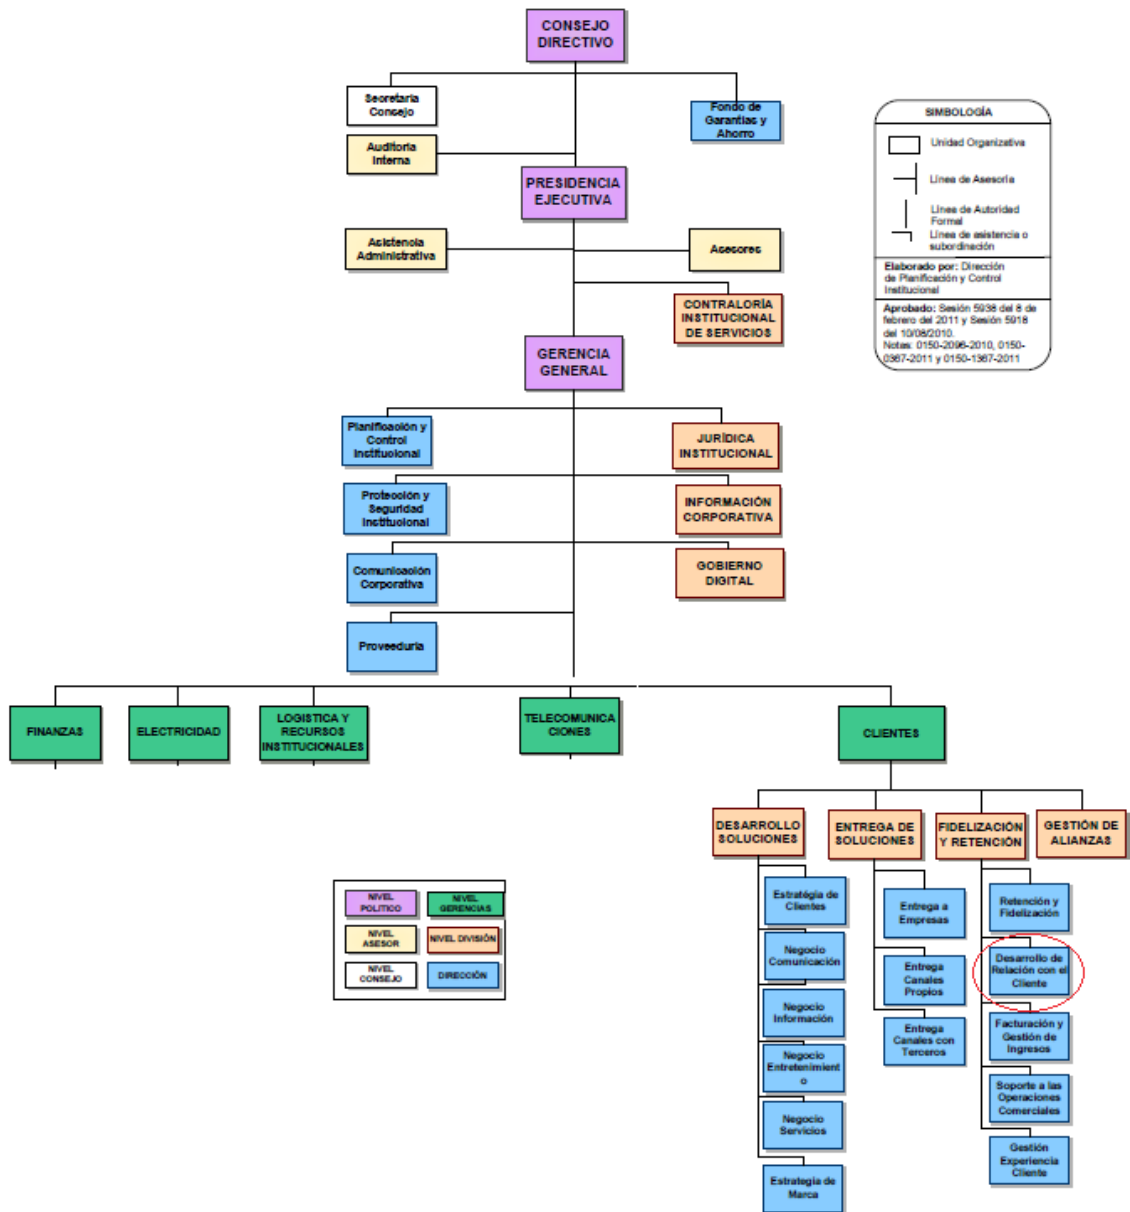 CONSEJO
DIRECTIVO
Secretaria
Consejo
Fondo de
Garantías y
Ahorro
Auditoría
Interna
PRESIDENCIA
EJECUTIVA
Asistencia
Administrativa
Asesores
CONTRALORÍA
INSTITUCIONAL
DE SERVICIOS
GERENCIA
GENERAL
SIMBOLOGÍA
Unidad Organizativa
Línea de Asesoría
Línea de Autoridad
Formal
Línea de asistencia o
subordinación
Elaborado por: Dirección
de Planificación y Control
Institucional
Aprobado: Sesión 5938 del 8 de
febrero del 2011 y Sesión 5918
del 10/08/2010.
Notas: 0150-2096-2010, 0150-
0367-2011 y 0150-1367-2011
Planificación y
Control
Institucional
JURÍDICA
INSTITUCIONAL
Protección y
Seguridad
Institucional
INFORMACIÓN
CORPORATIVA
Comunicación
Corporativa
GOBIERNO
DIGITAL
Proveeduría
FINANZAS
ELECTRICIDAD
LOGISTICA Y
RECURSOS
INSTITUCIONALES
TELECOMUNICA
CIONES
CLIENTES
DESARROLLO
SOLUCIONES
ENTREGA DE
SOLUCIONES
FIDELIZACIÓN
Y RETENCIÓN
GESTIÓN DE
ALIANZAS
Estratégia de
Clientes
Negocio
Comunicación
Negocio
Información
Negocio
Entretenimient
o
Negocio
Servicios
Estrategia de
Marca
Entrega a
Empresas
Entrega
Canales
Propios
Entrega
Canales con
Terceros
Retención y
Fidelización
Desarrollo de
Relación con el
Cliente
Facturación y
Gestión de
Ingresos
Soporte a las
Operaciones
Comerciales
Gestión
Experiencia
Cliente
NIVEL
POLÍTICO
NIVEL
GERENCIAS
NIVEL
ASESOR
NIVEL DIVISIÓN
NIVEL
CONSEJO
DIRECCIÓN